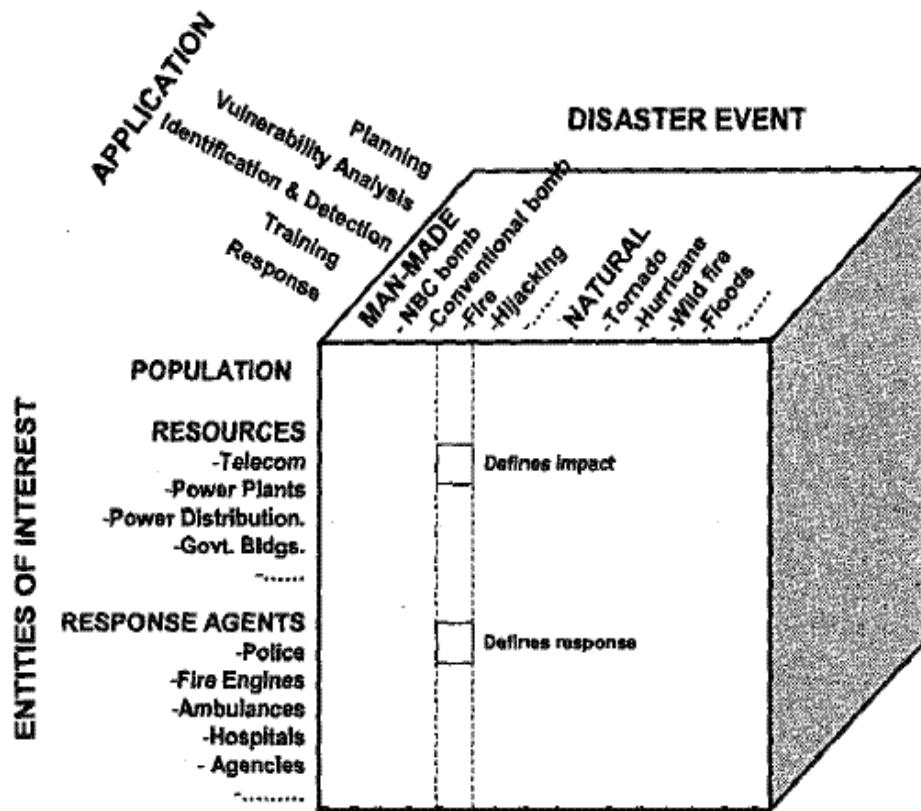 APPLICATION
Planning
Vulnerability Analysis
Identification & Detection
Training
Response
DISASTER EVENT
MAN-MADE
- NBC bomb
-Conventional bomb
-Fire
-Hijacking
-......
NATURAL
-Tornado
-Hurricane
-Wild fire
-Floods
-......
ENTITIES OF INTEREST
POPULATION
RESOURCES
-Telecom
-Power Plants
-Power Distribution.
-Govt. Bldgs.
-......
Defines impact
RESPONSE AGENTS
-Police
-Fire Engines
-Ambulances
-Hospitals
- Agencies
-.........
Defines response